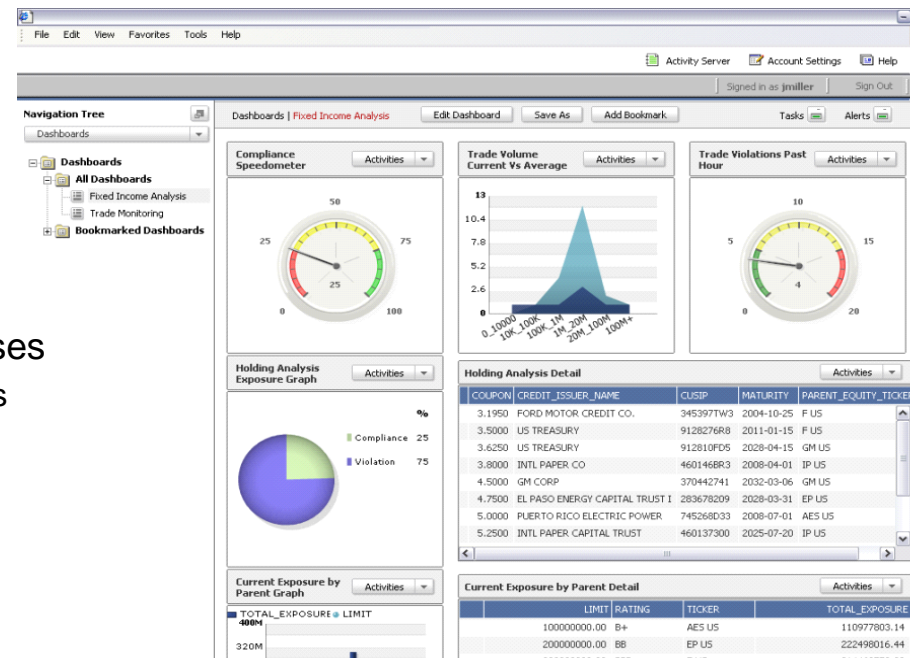 File Edit View Favorites Tools Help
Activity Server Account Settings Help
Signed in as jmiller Sign Out
Navigation Tree
Dashboards
Dashboards
All Dashboards
Fixed Income Analysis
Trade Monitoring
Bookmarked Dashboards
ses
s
Dashboards | Fixed Income Analysis Edit Dashboard Save As Add Bookmark Tasks Alerts
Compliance
Speedometer
Activities
50
25 75
25
0 100
Trade Volume
Current Vs Average
Activities
13
10.4
7.8
5.2
2.6
0
0_10000 10K_100K 100K_1M 1M_20M 20M_100M 100M+
Trade Violations Past
Hour
Activities
10
5 15
4
0 20
Holding Analysis
Exposure Graph
Activities
%
Compliance 25
Violation 75
Holding Analysis Detail Activities
COUPON CREDIT_ISSUER_NAME CUSIP MATURITY PARENT_EQUITY_TICKE
3.1950 FORD MOTOR CREDIT CO. 345397TW3 2004-10-25 F US
3.5000 US TREASURY 9128276R8 2011-01-15 F US
3.6250 US TREASURY 912810FD5 2028-04-15 GM US
3.8000 INTL PAPER CO 460146BR3 2008-04-01 IP US
4.5000 GM CORP 370442741 2032-03-06 GM US
4.7500 EL PASO ENERGY CAPITAL TRUST I 283678209 2028-03-31 EP US
5.0000 PUERTO RICO ELECTRIC POWER 745268D33 2008-07-01 AES US
5.2500 INTL PAPER CAPITAL TRUST 460137300 2025-07-20 IP US
Current Exposure by
Parent Graph
Activities
TOTAL_EXPOSURE LIMIT
400M
320M
Current Exposure by Parent Detail Activities
LIMIT RATING TICKER TOTAL_EXPOSURE
100000000.00 B+ AES US 110977803.14
200000000.00 BB EP US 222498016.44